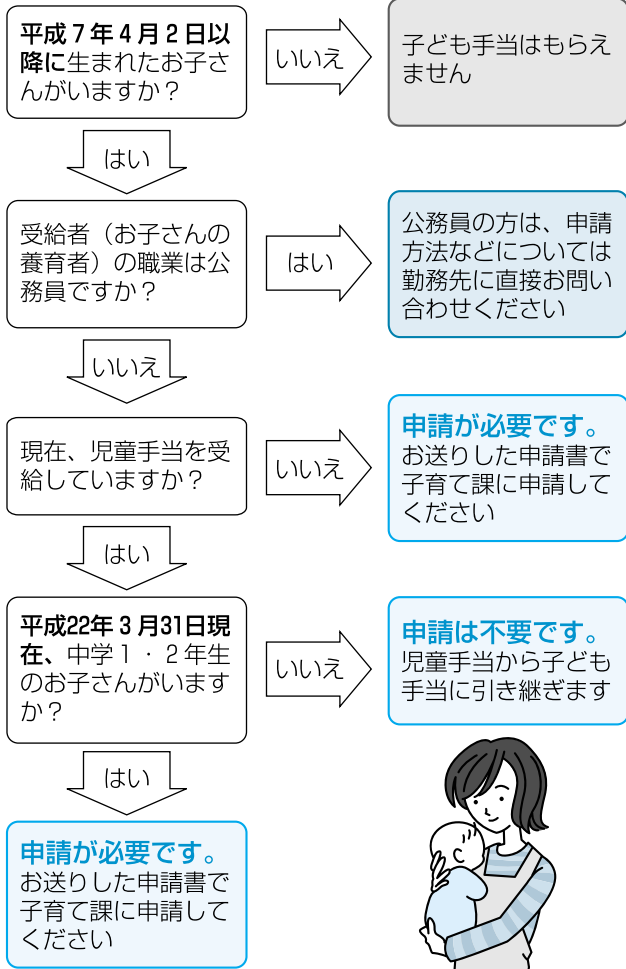 平成７年４月２日以
降に生まれたお子さ
んがいますか？
いいえ
子ども手当はもらえ
ません
はい
受給者（お子さんの
養育者）の職業は公
務員ですか？
はい
公務員の方は、申請
方法などについては
勤務先に直接お問い
合わせください
いいえ
現在、児童手当を受
給していますか？
いいえ
申請が必要です。
お送りした申請書で
子育て課に申請して
ください
はい
平成22年３月31日現
在、中学１・２年生
のお子さんがいます
か？
いいえ
申請は不要です。
児童手当から子ども
手当に引き継ぎます
はい
申請が必要です。
お送りした申請書で
子育て課に申請して
ください